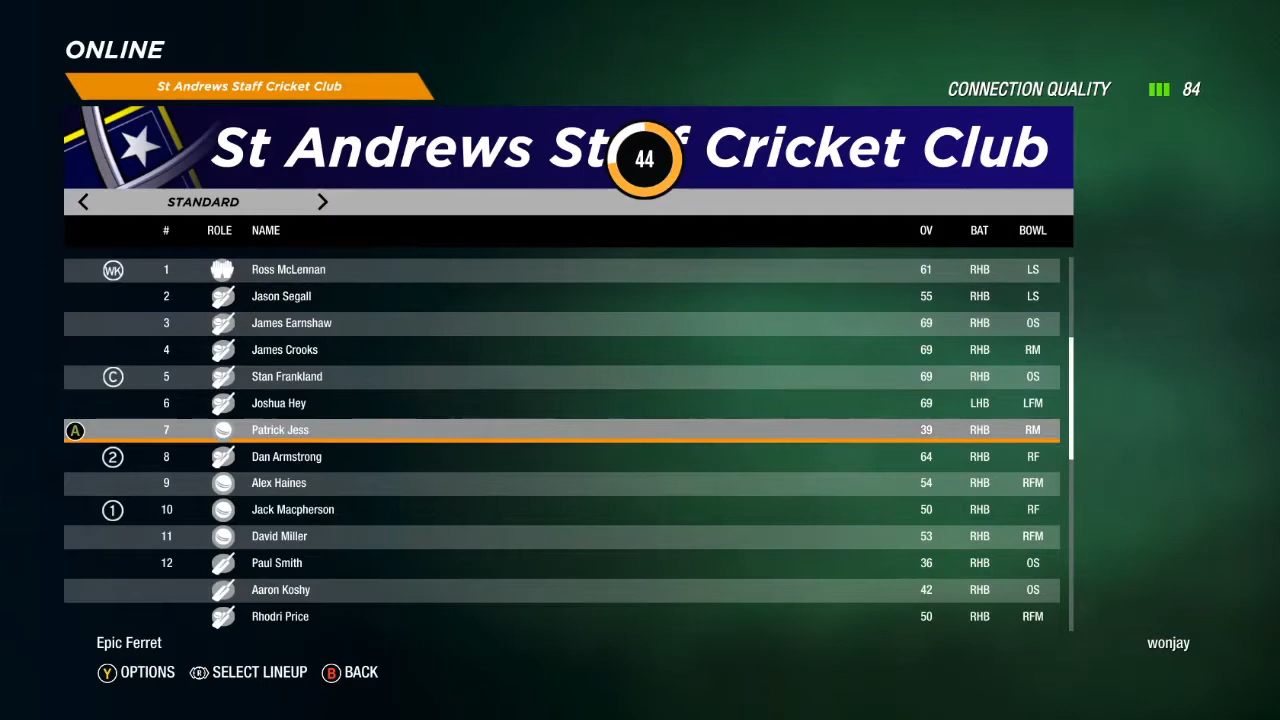 ONLINE
St Andrews Staff Cricket Club
CONNECTION QUALITY 84
St Andrews Staff Cricket Club
44
STANDARD
# ROLE NAME OV BAT BOWL
WK 1 Ross McLennan 61 RHB LS
2 Jason Segall 55 RHB LS
3 James Earnshaw 69 RHB OS
4 James Crooks 69 RHB RM
C 5 Stan Frankland 69 RHB OS
6 Joshua Hey 69 LHB LFM
A 7 Patrick Jess 39 RHB RM
2 8 Dan Armstrong 64 RHB RF
9 Alex Haines 54 RHB RFM
1 10 Jack Macpherson 50 RHB RF
11 David Miller 53 RHB RFM
12 Paul Smith 36 RHB OS
Aaron Koshy 42 RHB OS
Rhodri Price 50 RHB RFM
Epic Ferret wonjay
Y OPTIONS R SELECT LINEUP B BACK